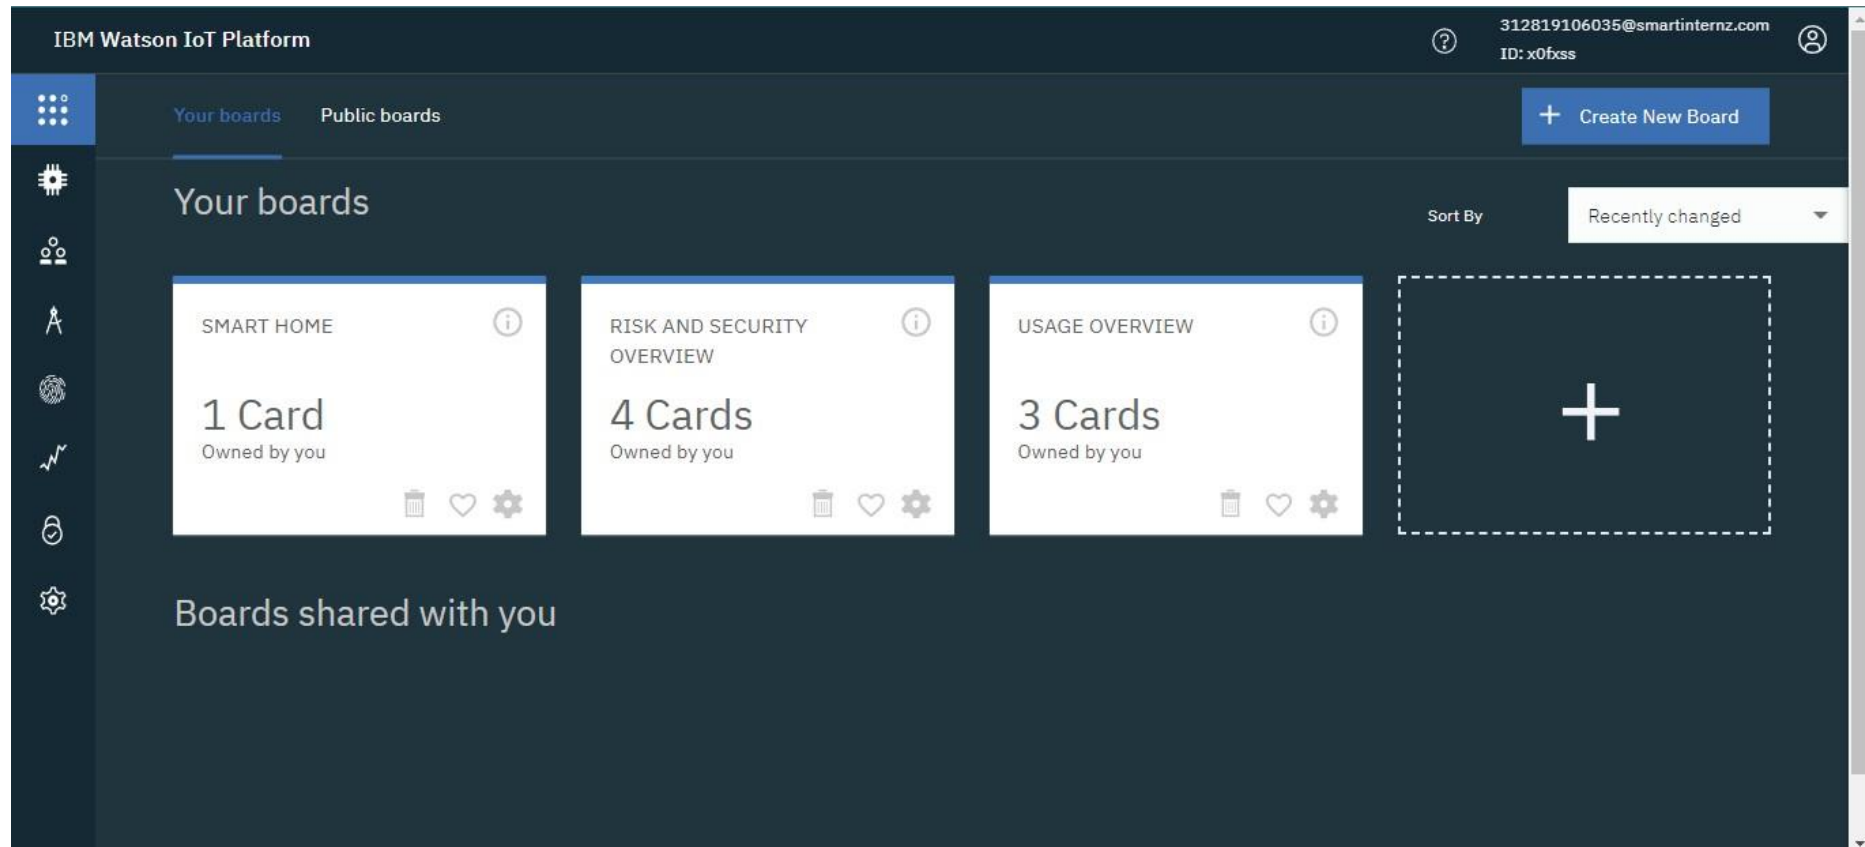 IBM Watson IoT Platform
312819106035@smartinternz.com
ID: x0fxss
Your boards
Public boards
Create New Board
Your boards
Sort By
Recently changed
SMART HOME
1 Card
Owned by you
RISK AND SECURITY
OVERVIEW
4 Cards
Owned by you
USAGE OVERVIEW
3 Cards
Owned by you
Boards shared with you